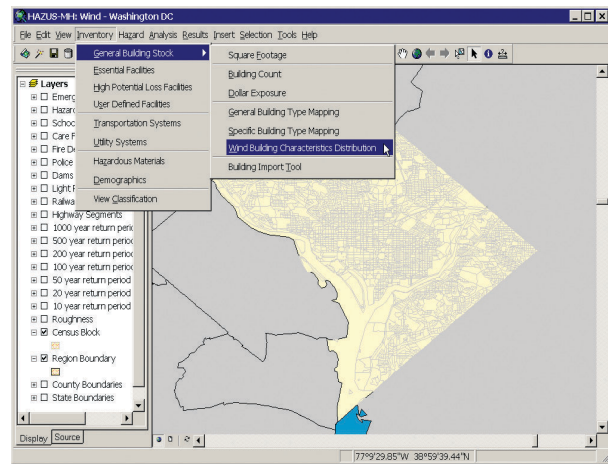 HAZUS-MH: Wind - Washington DC
File Edit View Inventory Hazard Analysis Results Insert Selection Tools Help
General Building Stock
Essential Facilities
High Potential Loss Facilities
User Defined Facilities
Transportation Systems
Utility Systems
Hazardous Materials
Demographics
View Classification
Square Footage
Building Count
Dollar Exposure
General Building Type Mapping
Specific Building Type Mapping
Wind Building Characteristics Distribution
Building Import Tool
Layers
Emerg
Hazard
Schoo
Care F
Fire De
Police
Dams
Light R
Railwa
Highway Segments
1000 year return period
500 year return period
200 year return period
100 year return period
50 year return period
20 year return period
10 year return period
Roughness
Census Block
Region Boundary
County Boundaries
State Boundaries
Display Source
77°9'29.85"W 38°59'39.44"N